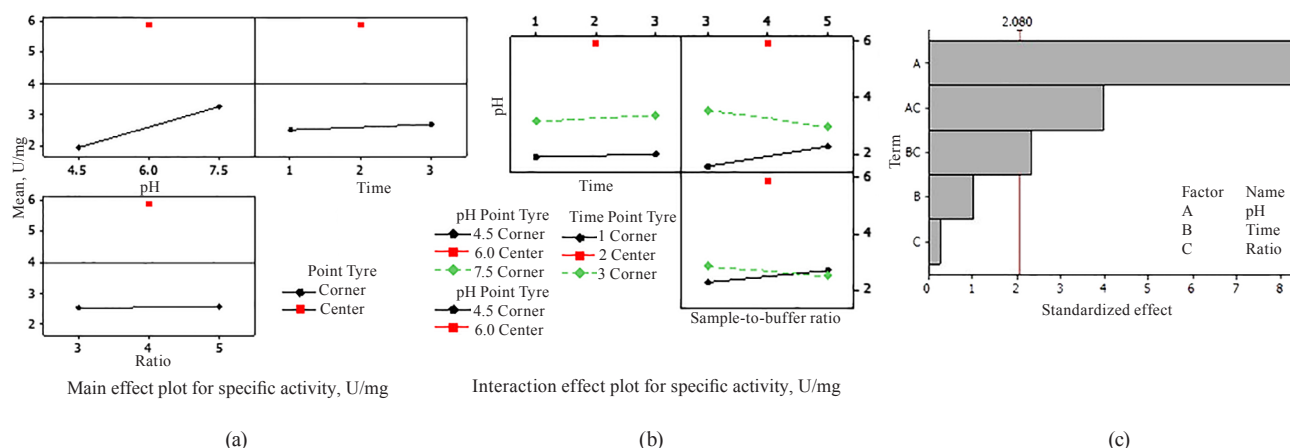 6
5
4
3
2
4.5 6.0 7.5
pH
1 2 3
Time
Mean, U/mg
6
5
4
3
2
3 4 5
Ratio
Point Tyre
Corner
Center
Main effect plot for specific activity, U/mg
(a)
1 2 3 3 4 5
6
4
2
6
4
2
pH
Time
Sample-to-buffer ratio
pH Point Tyre
4.5 Corner
6.0 Center
7.5 Corner
pH Point Tyre
4.5 Corner
6.0 Center
Time Point Tyre
1 Corner
2 Center
3 Corner
Interaction effect plot for specific activity, U/mg
(b)
2.080
Term
A
AC
BC
B
C
Factor Name
A pH
B Time
C Ratio
0 1 2 3 4 5 6 7 8
Standardized effect
(c)